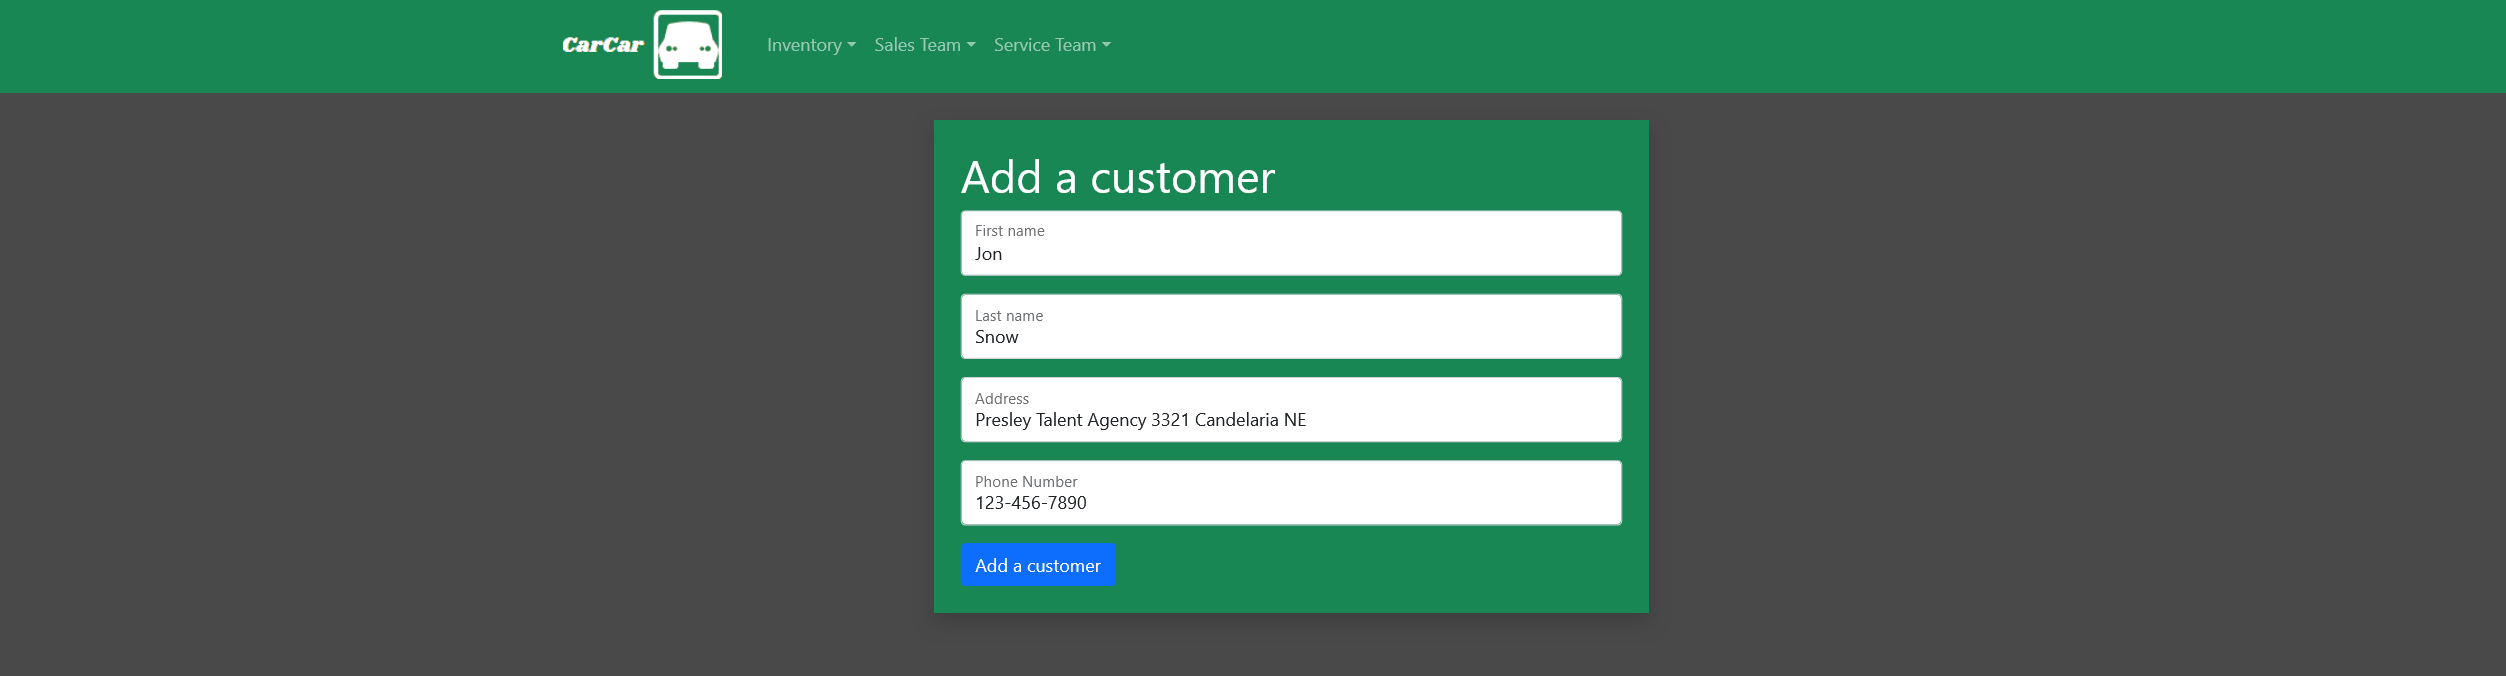 CarCar
Inventory Sales Team Service Team
Add a customer
First name
Jon
Last name
Snow
Address
Presley Talent Agency 3321 Candelaria NE
Phone Number
123-456-7890
Add a customer